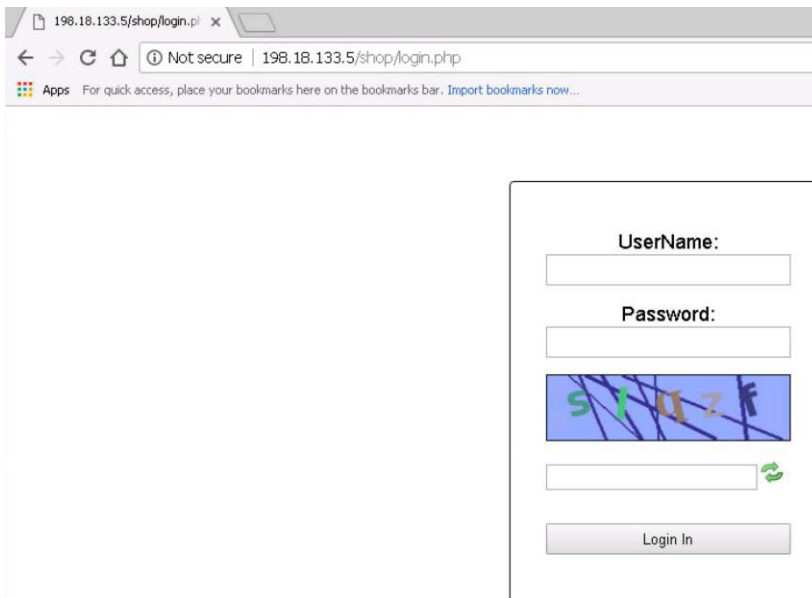 198.18.133.5/shop/login.pl
Not secure | 198.18.133.5/shop/login.php
Apps For quick access, place your bookmarks here on the bookmarks bar. Import bookmarks now...
UserName:
Password:
s l q z f
Login In